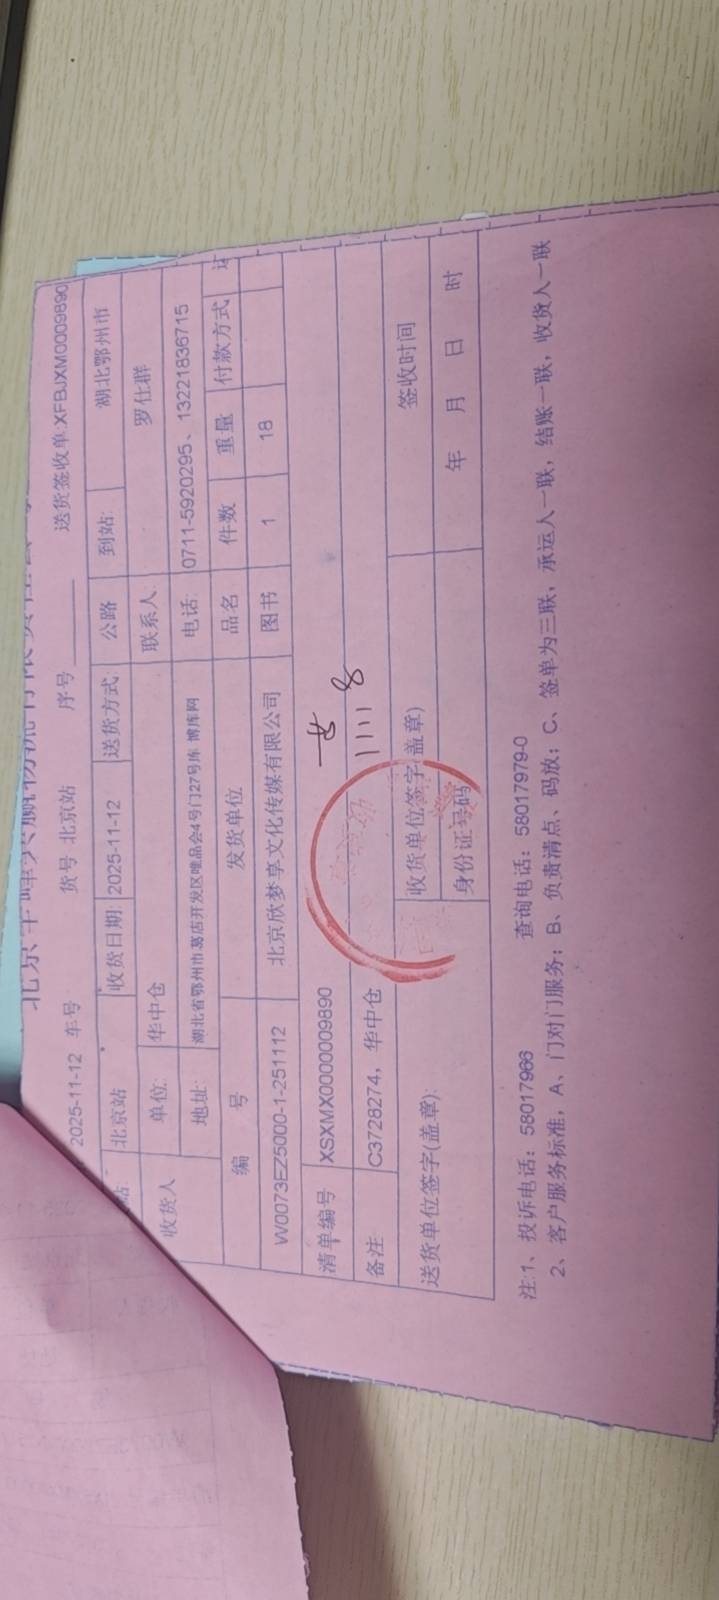 送货签收单:XFBJXM0009890
2025-11-12 车号 货号 北京站 序号
站: 北京站 收货日期: 2025-11-12 送货方式: 公路 到站: 湖北鄂州市
收货人 单位: 华中仓 联系人: 罗仕群
地址: 湖北省鄂州市葛店开发区唯品会4号门27号库 博库网 电话: 0711-5920295、13221836715
编 号 发货单位 品名 件数 重量 付款方式
W0073EZ5000-1-251112 北京欣梦享文化传媒有限公司 图书 1 18
清单编号 XSXMX0000009890
备注 C3728274，华中仓
送货单位签字(盖章): 收货单位签字(盖章) 签收时间
身份证号码 年 月 日 时
注:1、投诉电话：58017966 查询电话：58017979-0
2、客户服务标准，A、门对门服务；B、负责清点、码放；C、签单为三联，承运人一联，结账一联，收货人一联